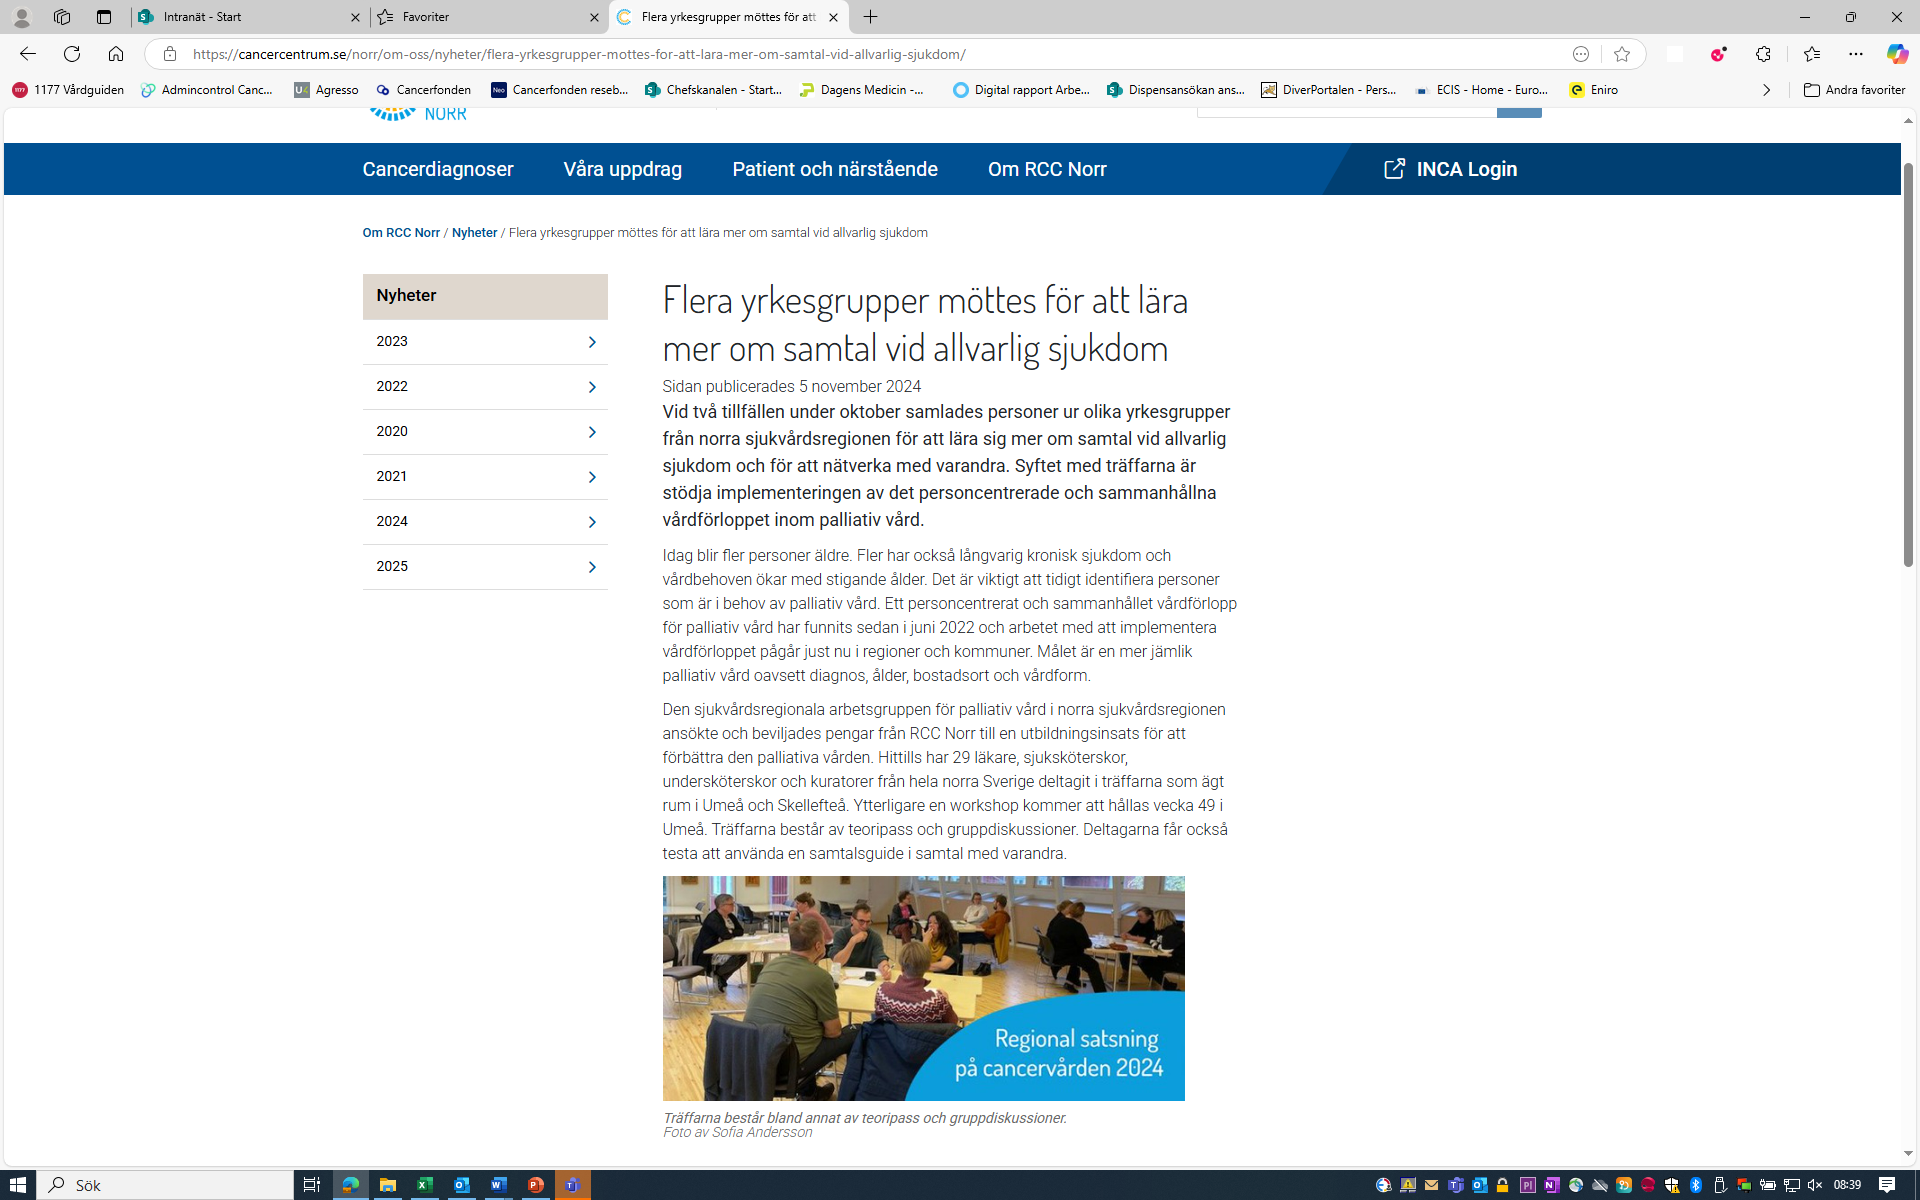 Intranät - Start
Favoriter
Flera yrkesgrupper möttes för att
https://cancercentrum.se/norr/om-oss/nyheter/flera-yrkesgrupper-mottes-for-att-lara-mer-om-samtal-vid-allvarlig-sjukdom/
1177 Vårdguiden
Admincontrol Canc...
Agresso
Cancerfonden
Cancerfonden reseb...
Chefskanalen - Start...
Dagens Medicin -...
Digital rapport Arbe...
Dispensansökan ans...
DiverPortalen - Pers...
ECIS - Home - Euro...
Eniro
Andra favoriter
NORR
Cancerdiagnoser
Våra uppdrag
Patient och närstående
Om RCC Norr
INCA Login
Om RCC Norr / Nyheter / Flera yrkesgrupper möttes för att lära mer om samtal vid allvarlig sjukdom
Nyheter
2023
2022
2020
2021
2024
2025
Flera yrkesgrupper möttes för att lära
mer om samtal vid allvarlig sjukdom
Sidan publicerades 5 november 2024
Vid två tillfällen under oktober samlades personer ur olika yrkesgrupper
från norra sjukvårdsregionen för att lära sig mer om samtal vid allvarlig
sjukdom och för att nätverka med varandra. Syftet med träffarna är
stödja implementeringen av det personcentrerade och sammanhållna
vårdförloppet inom palliativ vård.
Idag blir fler personer äldre. Fler har också långvarig kronisk sjukdom och
vårdbehoven ökar med stigande ålder. Det är viktigt att tidigt identifiera personer
som är i behov av palliativ vård. Ett personcentrerat och sammanhållet vårdförlopp
för palliativ vård har funnits sedan i juni 2022 och arbetet med att implementera
vårdförloppet pågår just nu i regioner och kommuner. Målet är en mer jämlik
palliativ vård oavsett diagnos, ålder, bostadsort och vårdform.
Den sjukvårdsregionala arbetsgruppen för palliativ vård i norra sjukvårdsregionen
ansökte och beviljades pengar från RCC Norr till en utbildningsinsats för att
förbättra den palliativa vården. Hittills har 29 läkare, sjuksköterskor,
undersköterskor och kuratorer från hela norra Sverige deltagit i träffarna som ägt
rum i Umeå och Skellefteå. Ytterligare en workshop kommer att hållas vecka 49 i
Umeå. Träffarna består av teoripass och gruppdiskussioner. Deltagarna får också
testa att använda en samtalsguide i samtal med varandra.
Regional satsning
på cancervården 2024
Träffarna består bland annat av teoripass och gruppdiskussioner.
Foto av Sofia Andersson
Sök
08:39